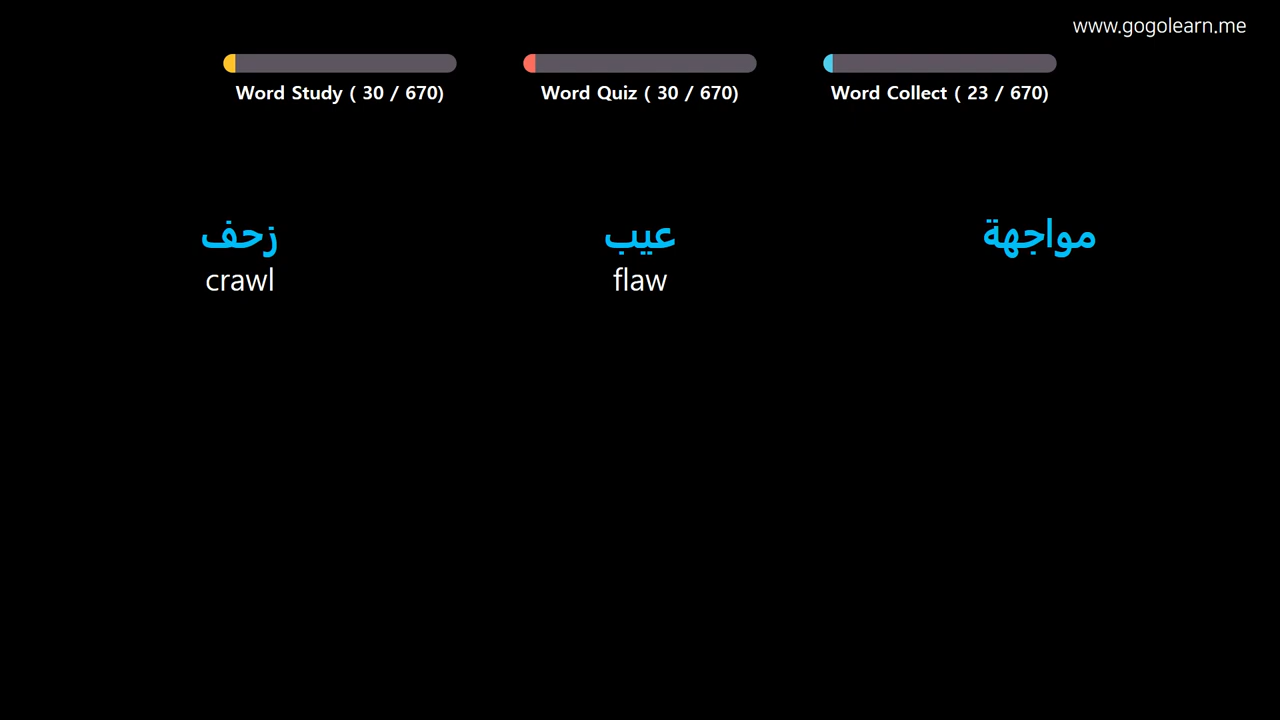 www.gogolearn.me
Word Study ( 30 / 670)
Word Quiz ( 30 / 670)
Word Collect ( 23 / 670)
زحف
crawl
عيب
flaw
مواجهة